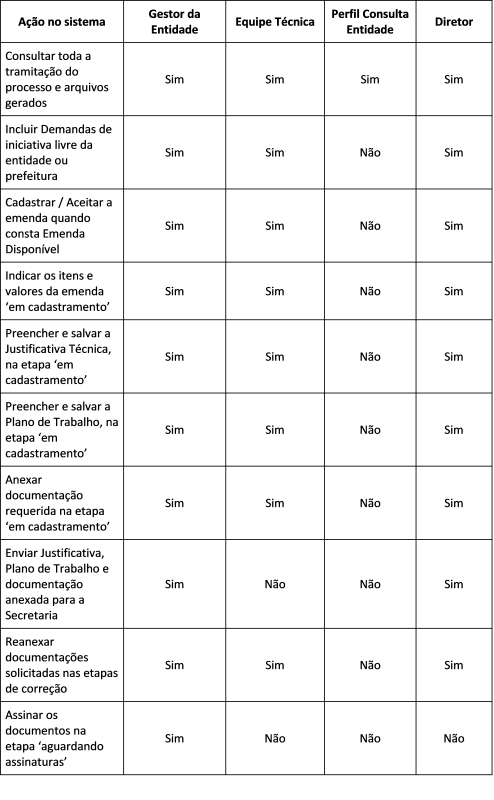 Ação no sistema
Gestor da
Entidade
Equipe Técnica
Perfil Consulta
Entidade
Diretor
Consultar toda a
tramitação do
processo e arquivos
gerados
Sim
Sim
Sim
Sim
Incluir Demandas de
iniciativa livre da
entidade ou
prefeitura
Sim
Sim
Não
Sim
Cadastrar / Aceitar a
emenda quando
consta Emenda
Disponível
Sim
Sim
Não
Sim
Indicar os itens e
valores da emenda
‘em cadastramento’
Sim
Sim
Não
Sim
Preencher e salvar a
Justificativa Técnica,
na etapa ‘em
cadastramento’
Sim
Sim
Não
Sim
Preencher e salvar a
Plano de Trabalho, na
etapa ‘em
cadastramento’
Sim
Sim
Não
Sim
Anexar
documentação
requerida na etapa
‘em cadastramento’
Sim
Sim
Não
Sim
Enviar Justificativa,
Plano de Trabalho e
documentação
anexada para a
Secretaria
Sim
Não
Não
Sim
Reanexar
documentações
solicitadas nas etapas
de correção
Sim
Sim
Não
Sim
Assinar os
documentos na
etapa ‘aguardando
assinaturas’
Sim
Não
Não
Não